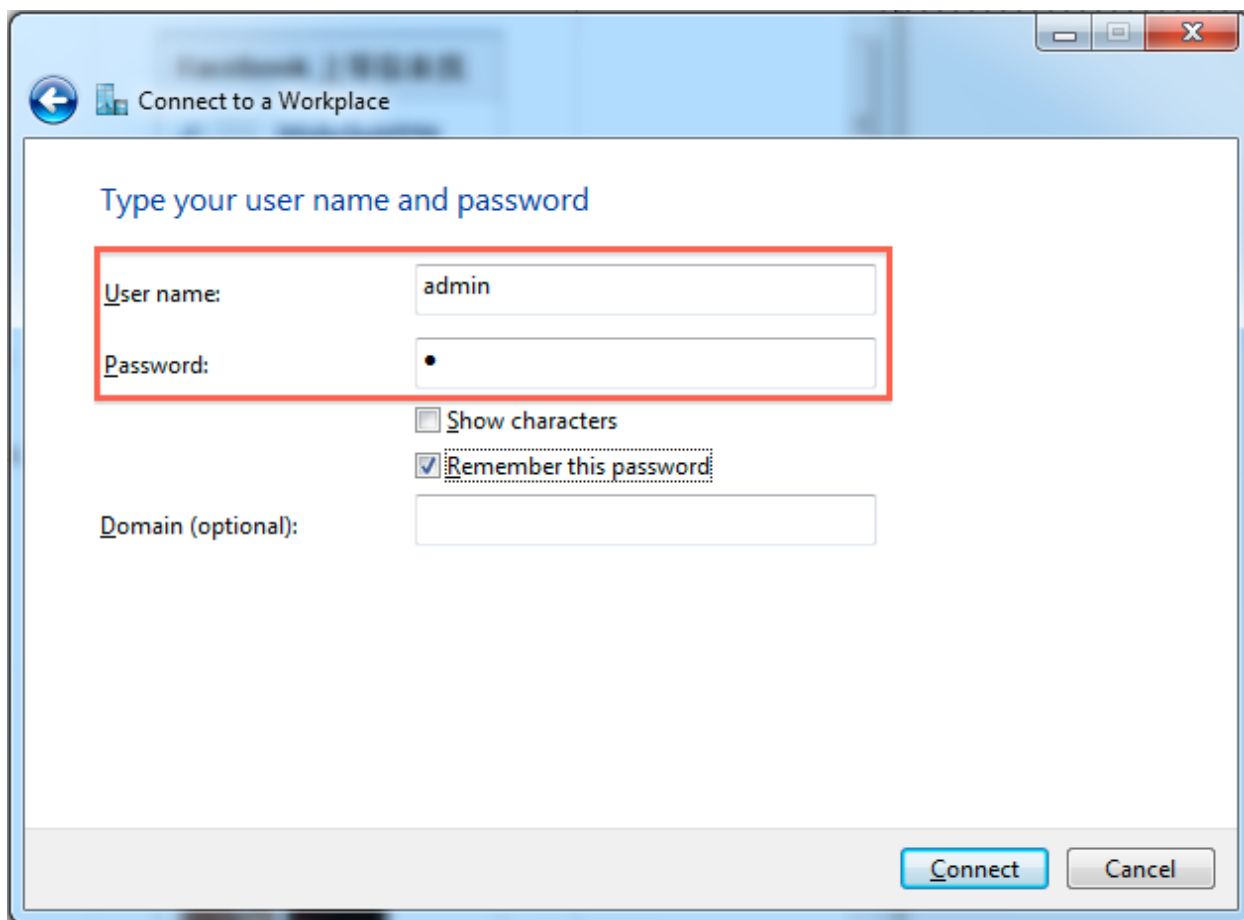 Connect to a Workplace
Type your user name and password
User name: admin
Password: ●
Show characters
Remember this password
Domain (optional):
Connect Cancel